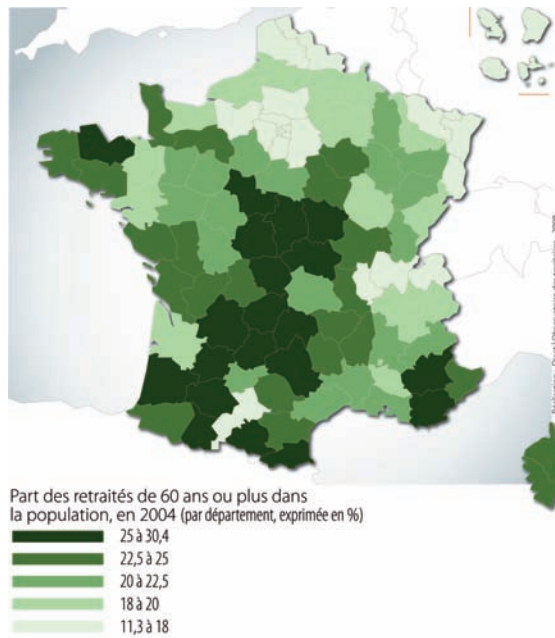 Part des retraités de 60 ans ou plus dans
la population, en 2004 (par département, exprimée en %)
25 à 30,4
22,5 à 25
20 à 22,5
18 à 20
11,3 à 18